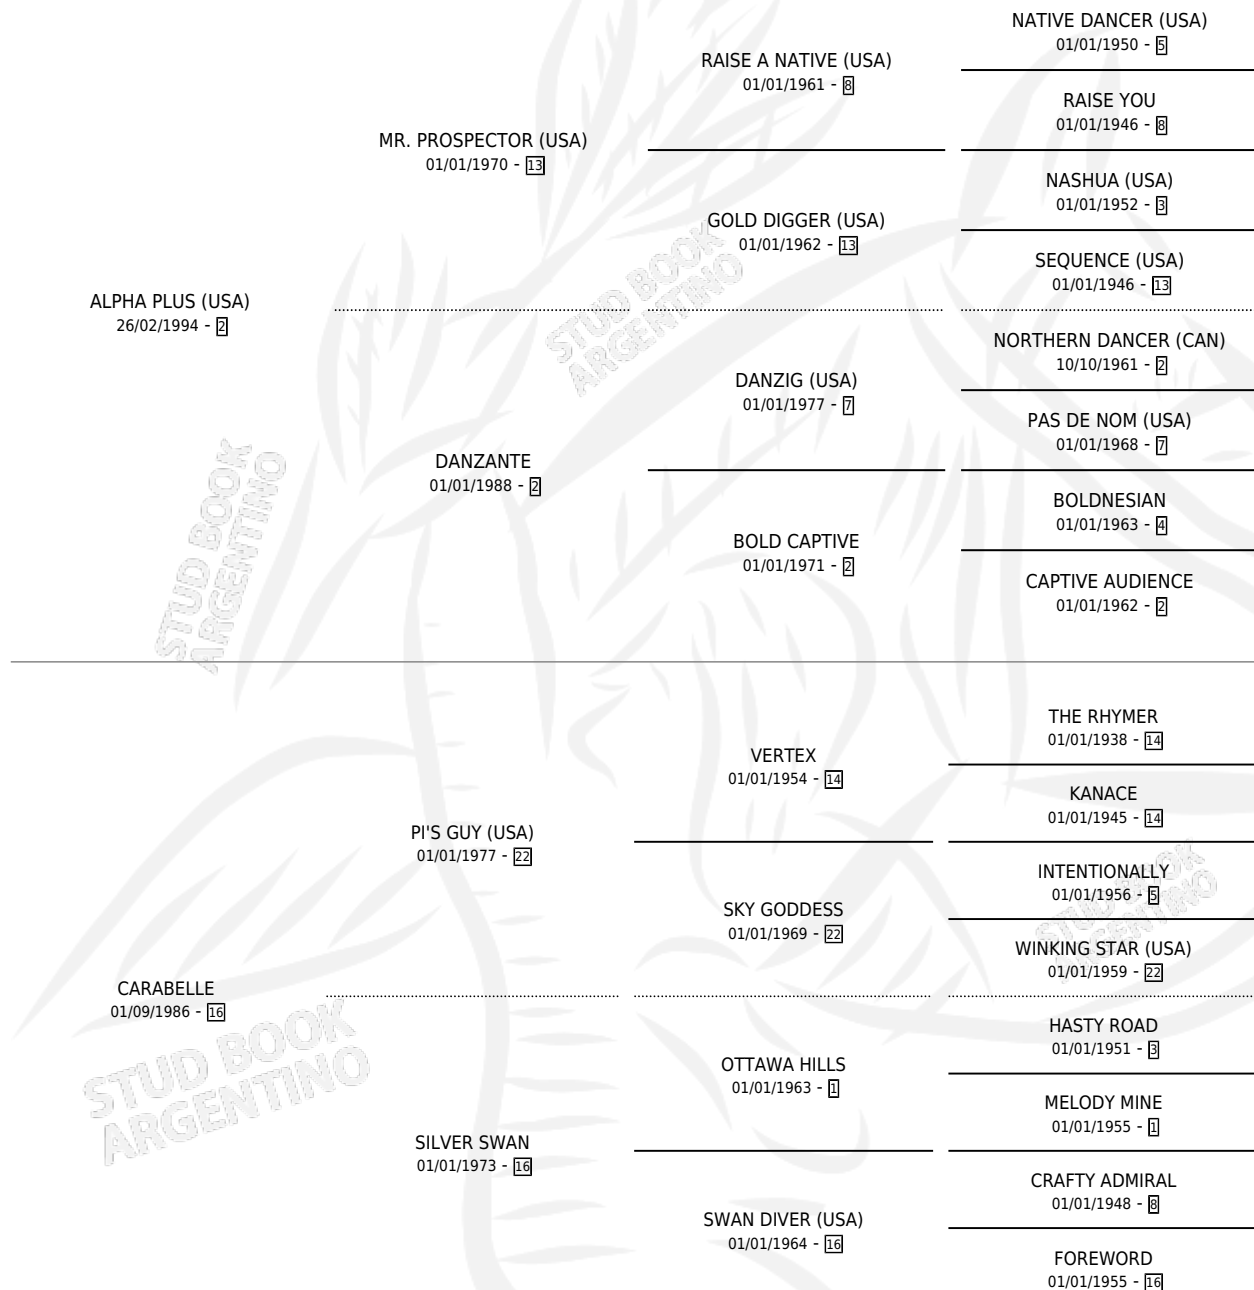 NATIVE DANCER (USA)
01/01/1950 - 5
RAISE A NATIVE (USA)
01/01/1961 - 8
RAISE YOU
01/01/1946 - 8
MR. PROSPECTOR (USA)
01/01/1970 - 13
NASHUA (USA)
01/01/1952 - 3
GOLD DIGGER (USA)
01/01/1962 - 13
SEQUENCE (USA)
01/01/1946 - 13
ALPHA PLUS (USA)
26/02/1994 - 2
STUD BOOK
ARGENTINO
NORTHERN DANCER (CAN)
10/10/1961 - 2
DANZIG (USA)
01/01/1977 - 7
PAS DE NOM (USA)
01/01/1968 - 7
DANZANTE
01/01/1988 - 2
BOLDNESIAN
01/01/1963 - 4
BOLD CAPTIVE
01/01/1971 - 2
CAPTIVE AUDIENCE
01/01/1962 - 2
STUD BOOK
ARGENTINO
THE RHYMER
01/01/1938 - 14
VERTEX
01/01/1954 - 14
KANACE
01/01/1945 - 14
PI'S GUY (USA)
01/01/1977 - 22
INTENTIONALLY
01/01/1956 - 5
SKY GODDESS
01/01/1969 - 22
WINKING STAR (USA)
01/01/1959 - 22
STUD BOOK
ARGENTINO
CARABELLE
01/09/1986 - 16
HASTY ROAD
01/01/1951 - 3
OTTAWA HILLS
01/01/1963 - 1
MELODY MINE
01/01/1955 - 1
STUD BOOK
ARGENTINO
SILVER SWAN
01/01/1973 - 16
CRAFTY ADMIRAL
01/01/1948 - 8
SWAN DIVER (USA)
01/01/1964 - 16
FOREWORD
01/01/1955 - 16